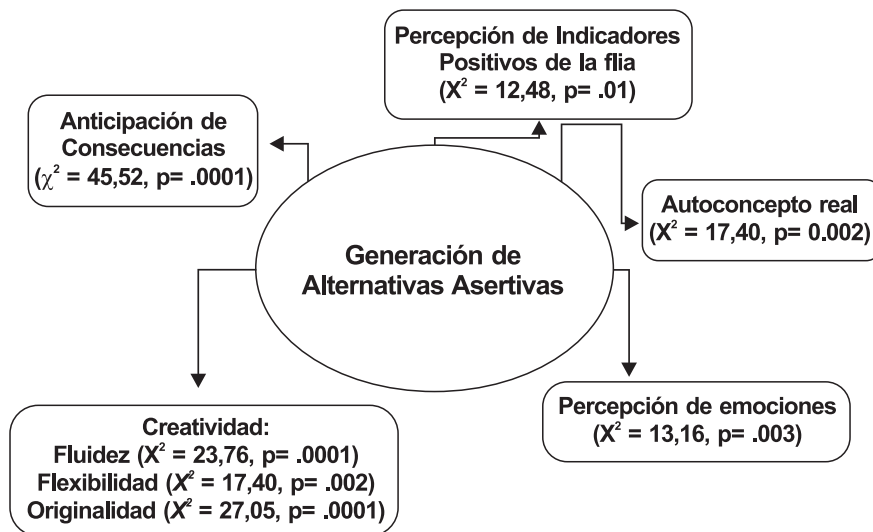 Percepción de Indicadores
Positivos de la flia
(X² = 12,48, p= .01)
Anticipación de
Consecuencias
(χ² = 45,52, p= .0001)
Autoconcepto real
(X² = 17,40, p= 0.002)
Generación de
Alternativas Asertivas
Percepción de emociones
(X² = 13,16, p= .003)
Creatividad:
Fluidez (X² = 23,76, p= .0001)
Flexibilidad (X² = 17,40, p= .002)
Originalidad (X² = 27,05, p= .0001)